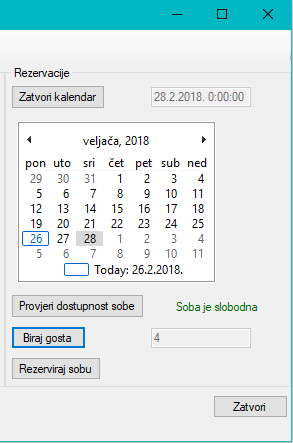 Rezervacije
Zatvori kalendar 28.2.2018. 0:00:00
veljača, 2018
pon uto sri čet pet sub ned
29 30 31 1 2 3 4
5 6 7 8 9 10 11
12 13 14 15 16 17 18
19 20 21 22 23 24 25
26 27 28 1 2 3 4
5 6 7 8 9 10 11
Today: 26.2.2018.
Provjeri dostupnost sobe Soba je slobodna
Biraj gosta 4
Rezerviraj sobu
Zatvori